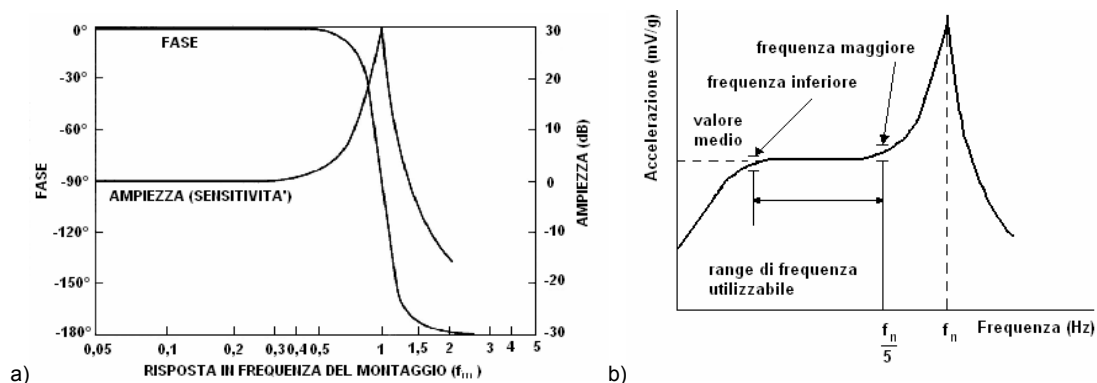 0°
-30°
-60°
-90°
-120°
-150°
-180°
FASE
FASE
AMPIEZZA (SENSITIVITA')
30
20
10
0
-10
-20
-30
AMPIEZZA (dB)
0,05 0,1 0,2 0,3 0,4 0,5 1 1,5 2 3 4 5
a) RISPOSTA IN FREQUENZA DEL MONTAGGIO (fm )
Accelerazione (mV/g)
frequenza maggiore
frequenza inferiore
valore
medio
range di frequenza
utilizzabile
fn
5
fn
Frequenza (Hz)
b)